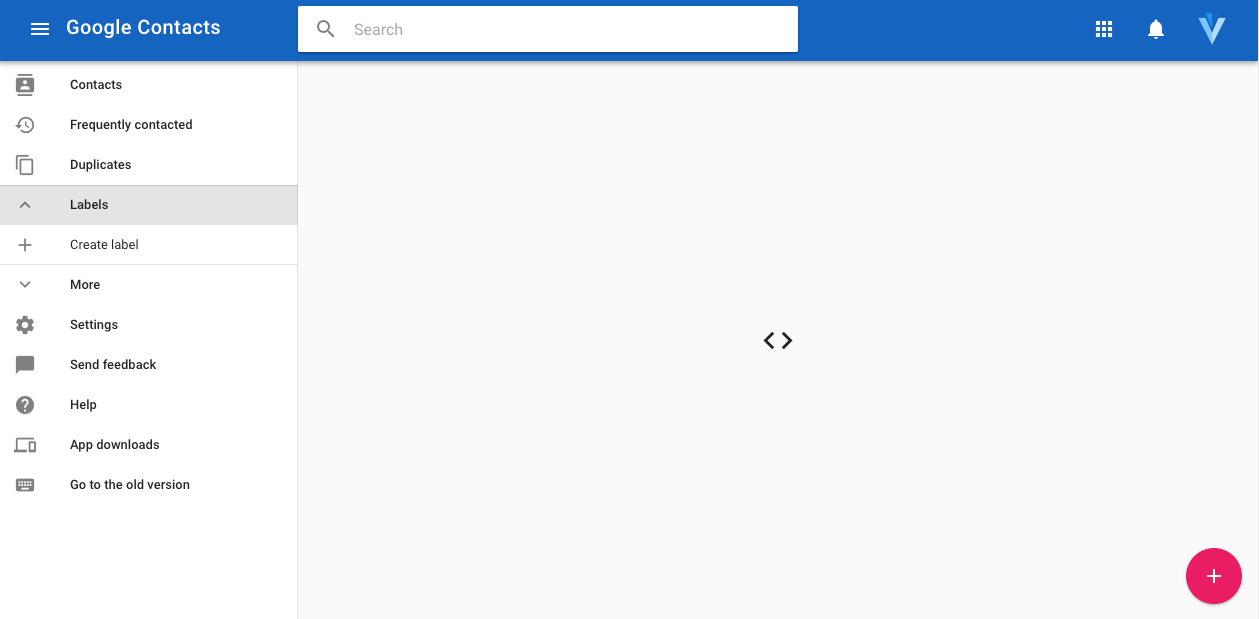 Google Contacts
Search
Contacts
Frequently contacted
Duplicates
Labels
Create label
More
Settings
Send feedback
Help
App downloads
Go to the old version